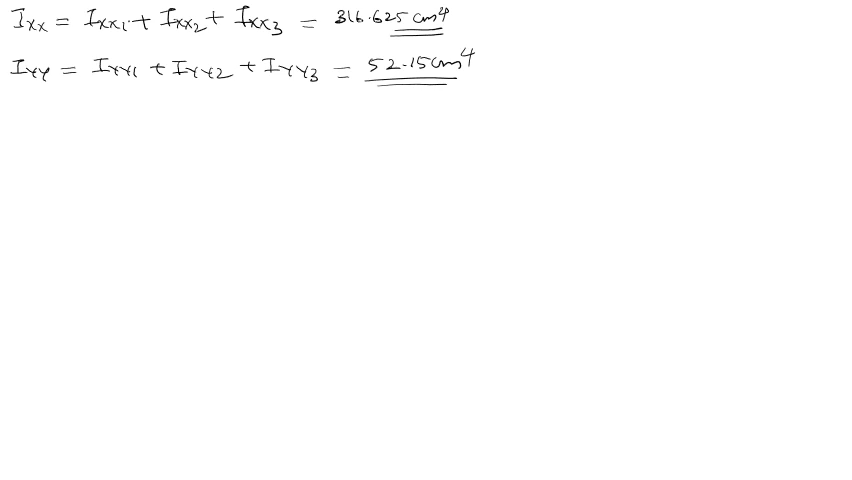 Ixx = Ixx1 + Ixx2 + Ixx3 = 316.625 cm⁴
Iyy = Iyy1 + Iyy2 + Iyy3 = 52.15 cm⁴